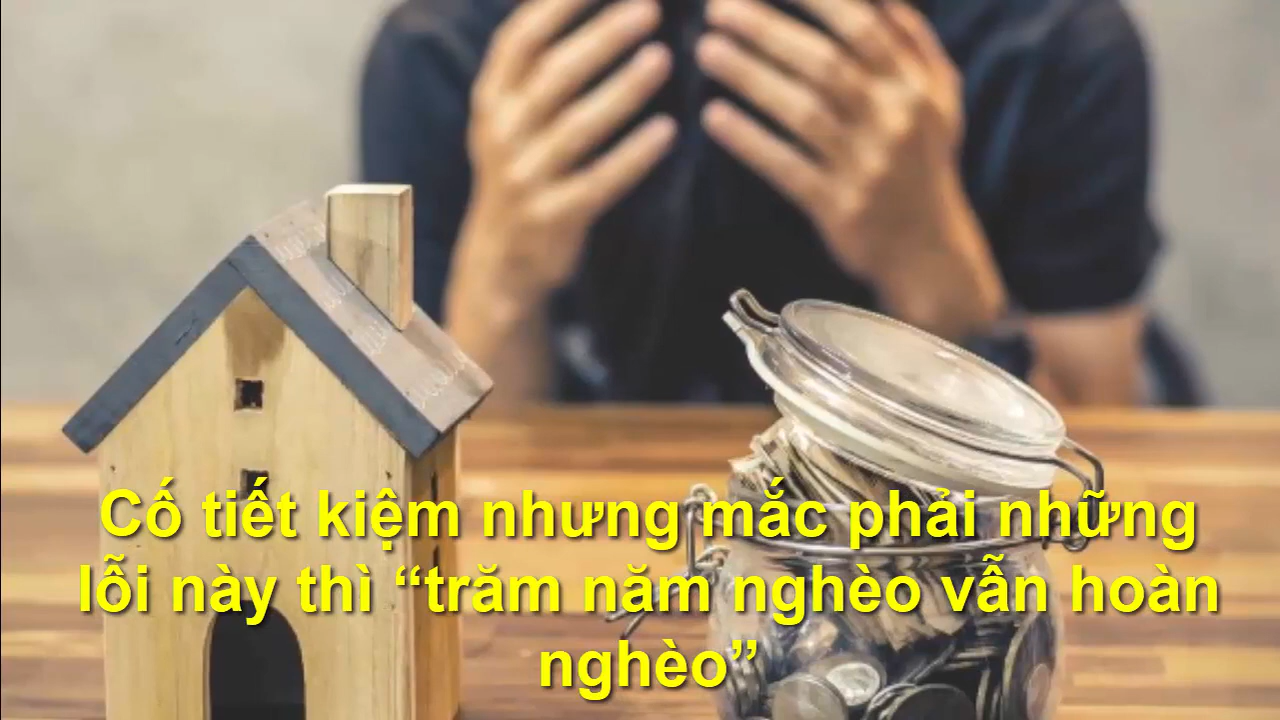 Cố tiết kiệm nhưng mắc phải những
lỗi này thì “trăm năm nghèo vẫn hoàn
nghèo”